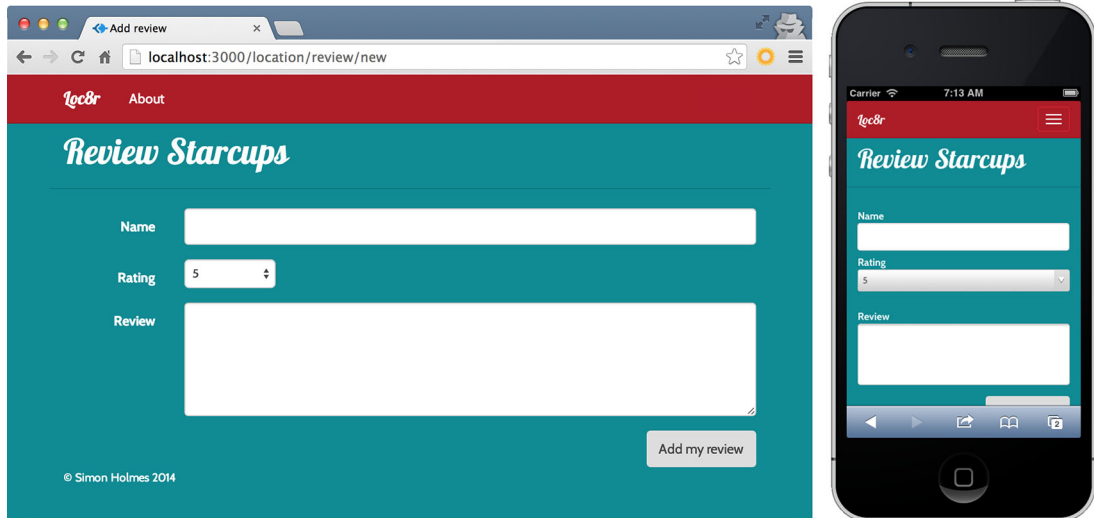 Add review
localhost:3000/location/review/new
Loc8r About
Review Starcups
Name
Rating
5
Review
Add my review
© Simon Holmes 2014
Carrier 7:13 AM
Loc8r
Review Starcups
Name
Rating
5
Review
2